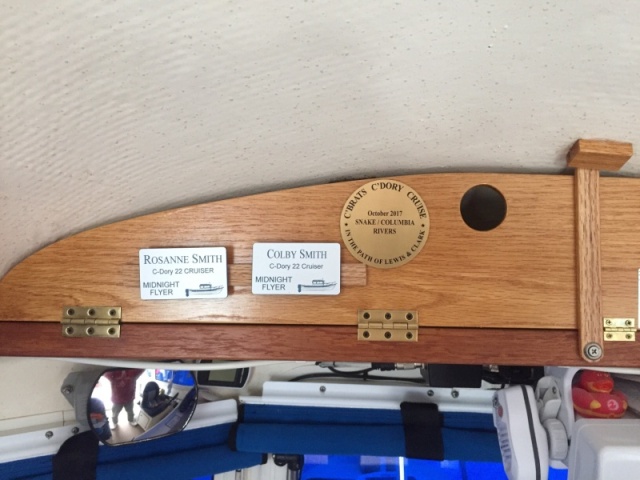 C'BRATS C'DORY CRUISE
October 2017
SNAKE / COLUMBIA
RIVERS
IN THE PATH OF LEWIS & CLARK
ROSANNE SMITH
C-Dory 22 CRUISER
MIDNIGHT
FLYER
COLBY SMITH
C-Dory 22 Cruiser
MIDNIGHT
FLYER